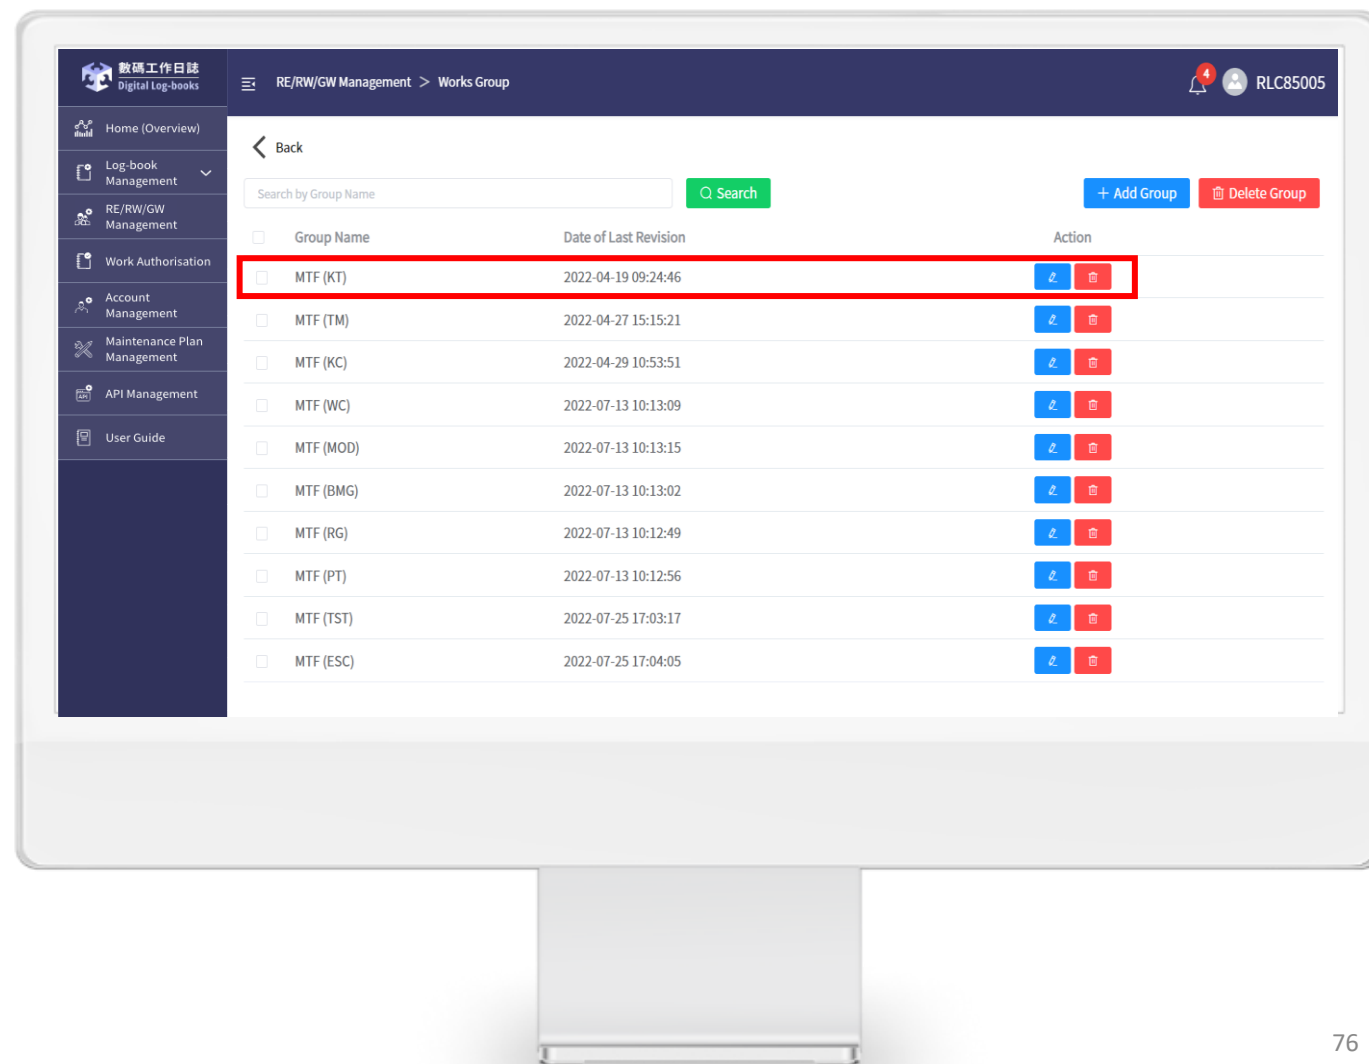 數碼工作日誌
Digital Log-books
RE/RW/GW Management > Works Group
4
RLC85005
Home (Overview)
Log-book
Management
RE/RW/GW
Management
Work Authorisation
Account
Management
Maintenance Plan
Management
API
API Management
User Guide
Back
Search by Group Name
Search
+ Add Group
Delete Group
Group Name Date of Last Revision Action
MTF (KT) 2022-04-19 09:24:46
MTF (TM) 2022-04-27 15:15:21
MTF (KC) 2022-04-29 10:53:51
MTF (WC) 2022-07-13 10:13:09
MTF (MOD) 2022-07-13 10:13:15
MTF (BMG) 2022-07-13 10:13:02
MTF (RG) 2022-07-13 10:12:49
MTF (PT) 2022-07-13 10:12:56
MTF (TST) 2022-07-25 17:03:17
MTF (ESC) 2022-07-25 17:04:05
76